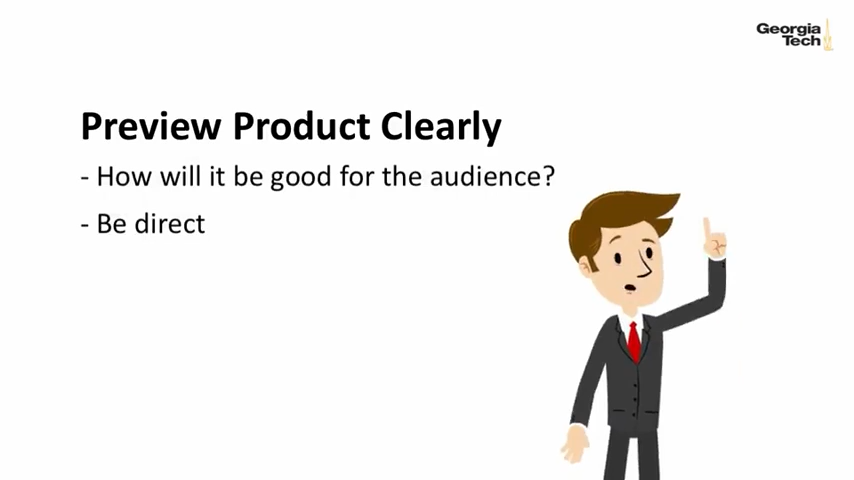 Georgia
Tech
Preview Product Clearly
- How will it be good for the audience?
- Be direct